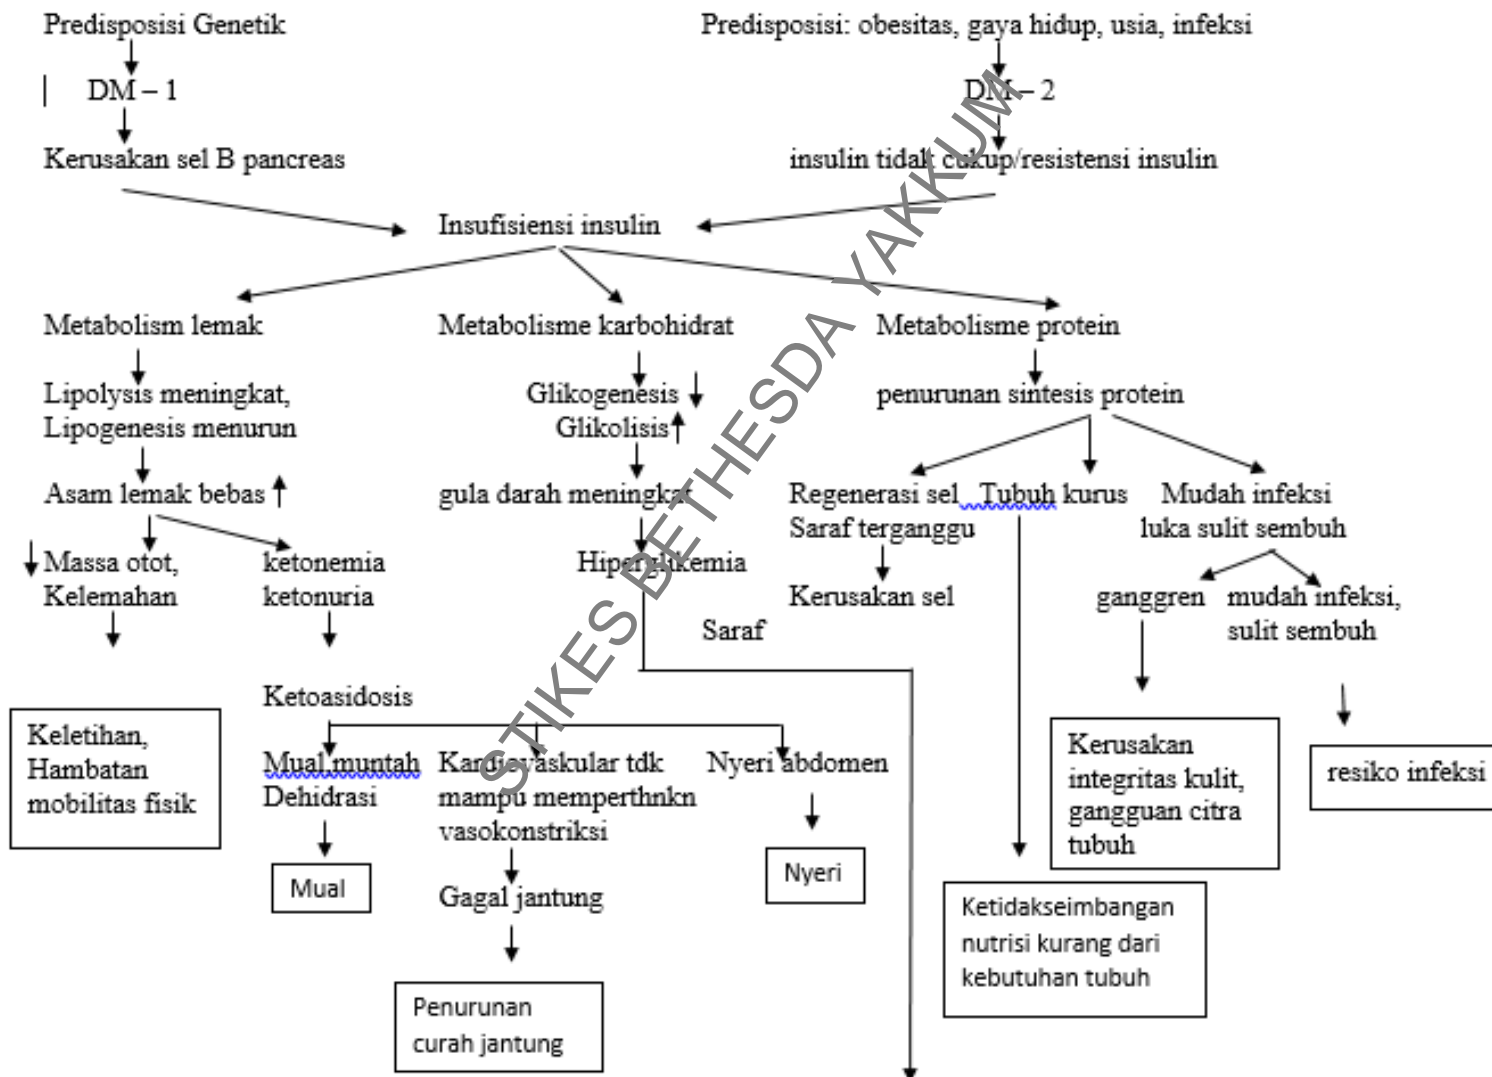 Predisposisi Genetik
Predisposisi: obesitas, gaya hidup, usia, infeksi
DM – 1
DM – 2
Kerusakan sel B pancreas
insulin tidak cukup/resistensi insulin
Insufisiensi insulin
Metabolism lemak
Metabolisme karbohidrat
Metabolisme protein
Lipolysis meningkat,
Lipogenesis menurun
Glikogenesis
Glikolisis
penurunan sintesis protein
Asam lemak bebas
gula darah meningkat
Regenerasi sel
Saraf terganggu
Tubuh kurus
Mudah infeksi
luka sulit sembuh
Massa otot,
Kelemahan
ketonemia
ketonuria
Hiperglikemia
Kerusakan sel
ganggren
mudah infeksi,
sulit sembuh
Saraf
Ketoasidosis
Keletihan,
Hambatan
mobilitas fisik
Mual,muntah
Dehidrasi
Kardiovaskular tdk
mampu memperthnkn
vasokonstriksi
Nyeri abdomen
Kerusakan
integritas kulit,
gangguan citra
tubuh
resiko infeksi
Mual
Gagal jantung
Nyeri
Ketidakseimbangan
nutrisi kurang dari
kebutuhan tubuh
Penurunan
curah jantung
STIKES BETHESDA YAKKUM